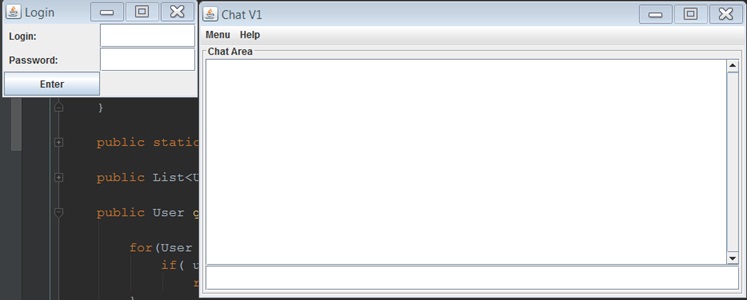 Login
Login:
Password:
Enter
Chat V1
Menu Help
Chat Area
}
public static
public List<U
public User g
for(User
if( u
}